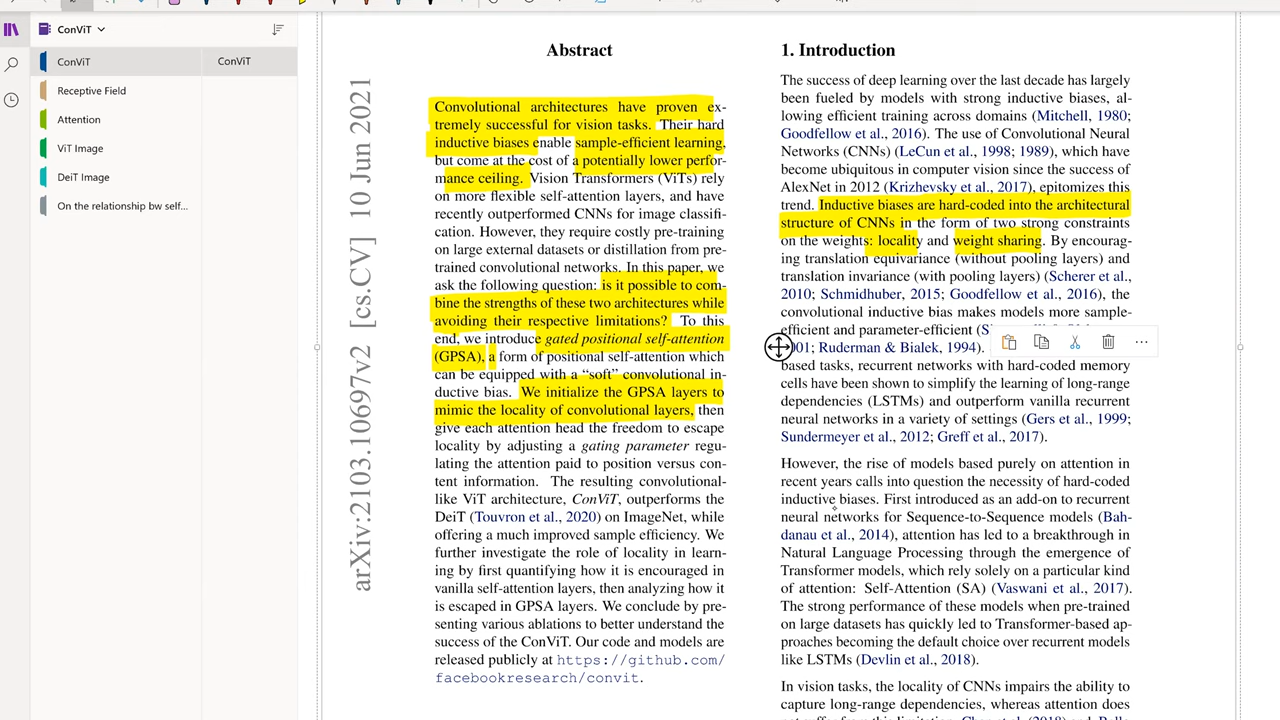 ConViT
ConViT
Receptive Field
Attention
ViT Image
DeiT Image
On the relationship bw self...
ConViT
arXiv:2103.10697v2 [cs.CV] 10 Jun 2021
Abstract
Convolutional architectures have proven ex-
tremely successful for vision tasks. Their hard
inductive biases enable sample-efficient learning,
but come at the cost of a potentially lower perfor-
mance ceiling. Vision Transformers (ViTs) rely
on more flexible self-attention layers, and have
recently outperformed CNNs for image classifi-
cation. However, they require costly pre-training
on large external datasets or distillation from pre-
trained convolutional networks. In this paper, we
ask the following question: is it possible to com-
bine the strengths of these two architectures while
avoiding their respective limitations? To this
end, we introduce gated positional self-attention
(GPSA), a form of positional self-attention which
can be equipped with a “soft” convolutional in-
ductive bias. We initialize the GPSA layers to
mimic the locality of convolutional layers, then
give each attention head the freedom to escape
locality by adjusting a gating parameter regu-
lating the attention paid to position versus con-
tent information. The resulting convolutional-
like ViT architecture, ConViT, outperforms the
DeiT (Touvron et al., 2020) on ImageNet, while
offering a much improved sample efficiency. We
further investigate the role of locality in learn-
ing by first quantifying how it is encouraged in
vanilla self-attention layers, then analyzing how it
is escaped in GPSA layers. We conclude by pre-
senting various ablations to better understand the
success of the ConViT. Our code and models are
released publicly at https://github.com/
facebookresearch/convit.
1. Introduction
The success of deep learning over the last decade has largely
been fueled by models with strong inductive biases, al-
lowing efficient training across domains (Mitchell, 1980;
Goodfellow et al., 2016). The use of Convolutional Neural
Networks (CNNs) (LeCun et al., 1998; 1989), which have
become ubiquitous in computer vision since the success of
AlexNet in 2012 (Krizhevsky et al., 2017), epitomizes this
trend. Inductive biases are hard-coded into the architectural
structure of CNNs in the form of two strong constraints
on the weights: locality and weight sharing. By encourag-
ing translation equivariance (without pooling layers) and
translation invariance (with pooling layers) (Scherer et al.,
2010; Schmidhuber, 2015; Goodfellow et al., 2016), the
convolutional inductive bias makes models more sample-
efficient and parameter-efficient
; Ruderman & Bialek, 1994).
based tasks, recurrent networks with hard-coded memory
cells have been shown to simplify the learning of long-range
dependencies (LSTMs) and outperform vanilla recurrent
neural networks in a variety of settings (Gers et al., 1999;
Sundermeyer et al., 2012; Greff et al., 2017).
However, the rise of models based purely on attention in
recent years calls into question the necessity of hard-coded
inductive biases. First introduced as an add-on to recurrent
neural networks for Sequence-to-Sequence models (Bah-
danau et al., 2014), attention has led to a breakthrough in
Natural Language Processing through the emergence of
Transformer models, which rely solely on a particular kind
of attention: Self-Attention (SA) (Vaswani et al., 2017).
The strong performance of these models when pre-trained
on large datasets has quickly led to Transformer-based ap-
proaches becoming the default choice over recurrent models
like LSTMs (Devlin et al., 2018).
In vision tasks, the locality of CNNs impairs the ability to
capture long-range dependencies, whereas attention does